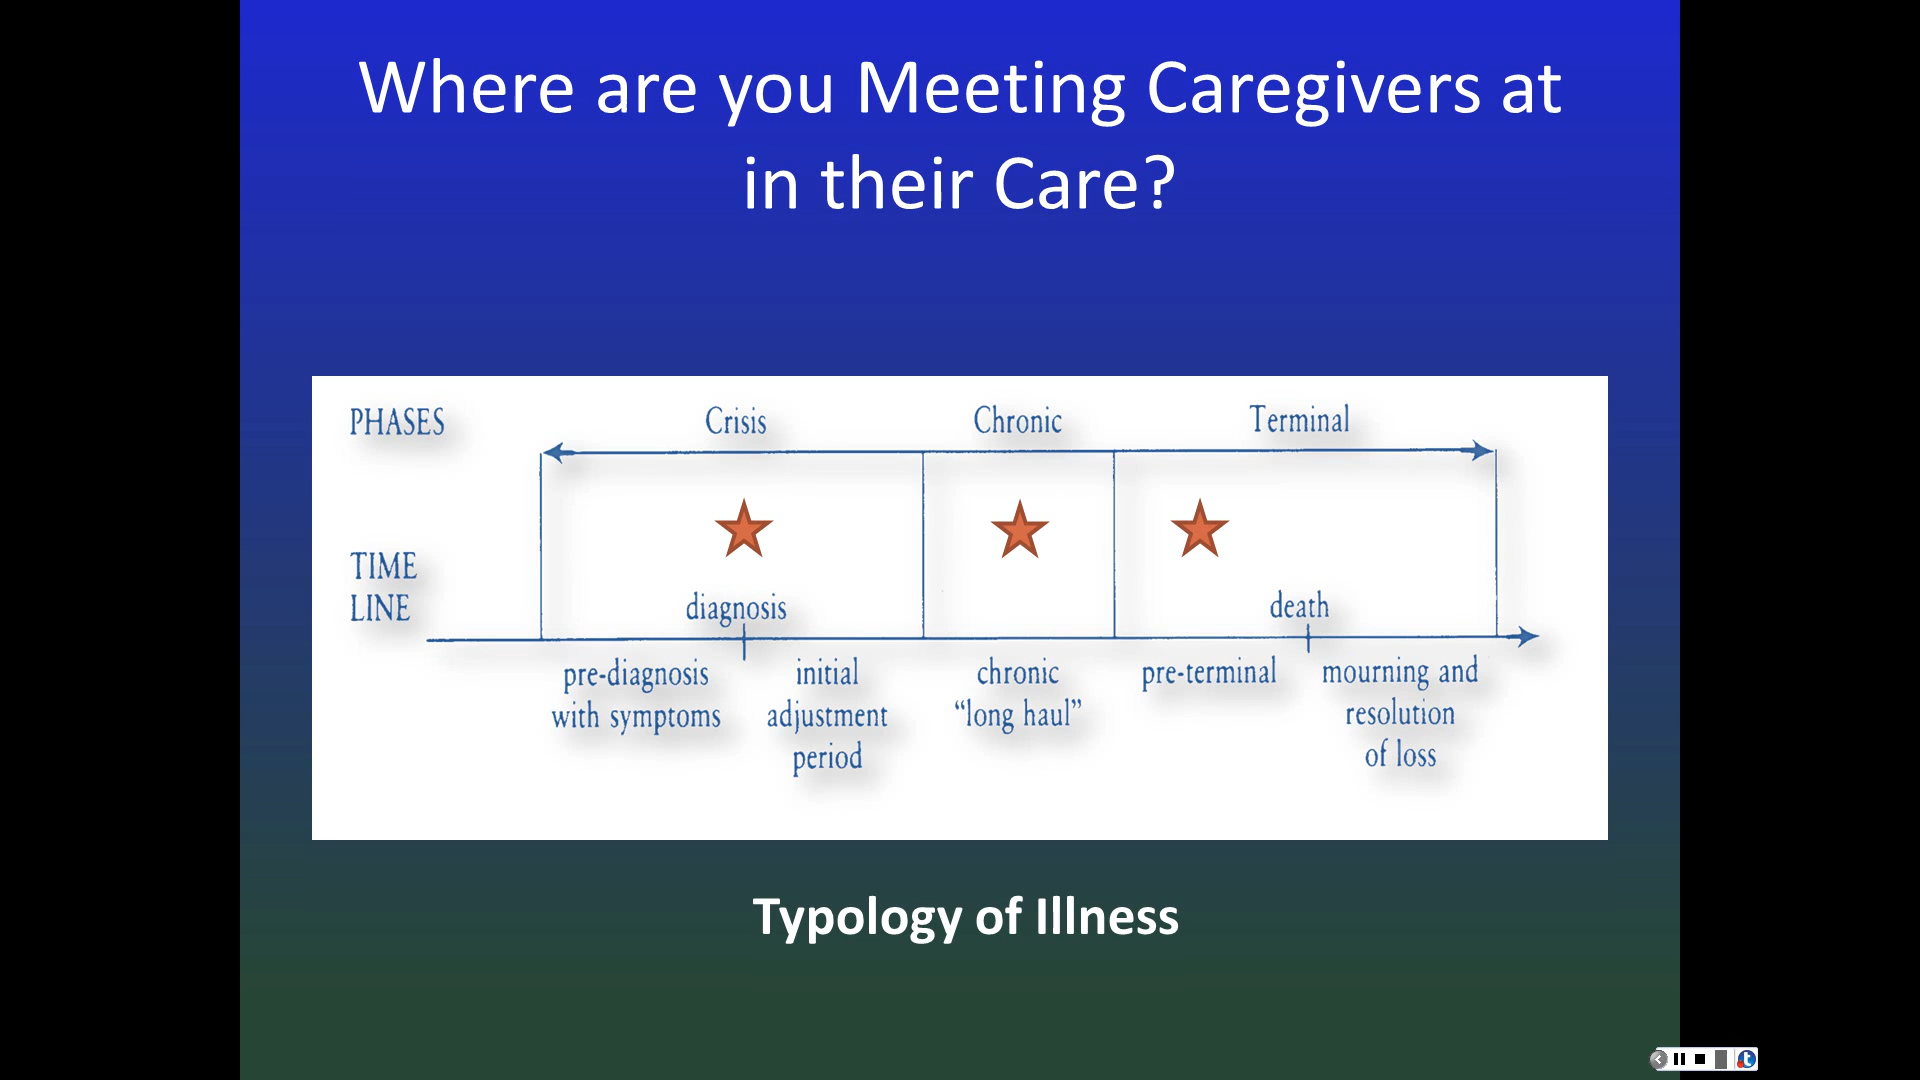 Where are you Meeting Caregivers at
in their Care?
PHASES Crisis Chronic Terminal
TIME
LINE
diagnosis death
pre-diagnosis initial chronic pre-terminal mourning and
with symptoms adjustment “long haul” resolution
period of loss
Typology of Illness